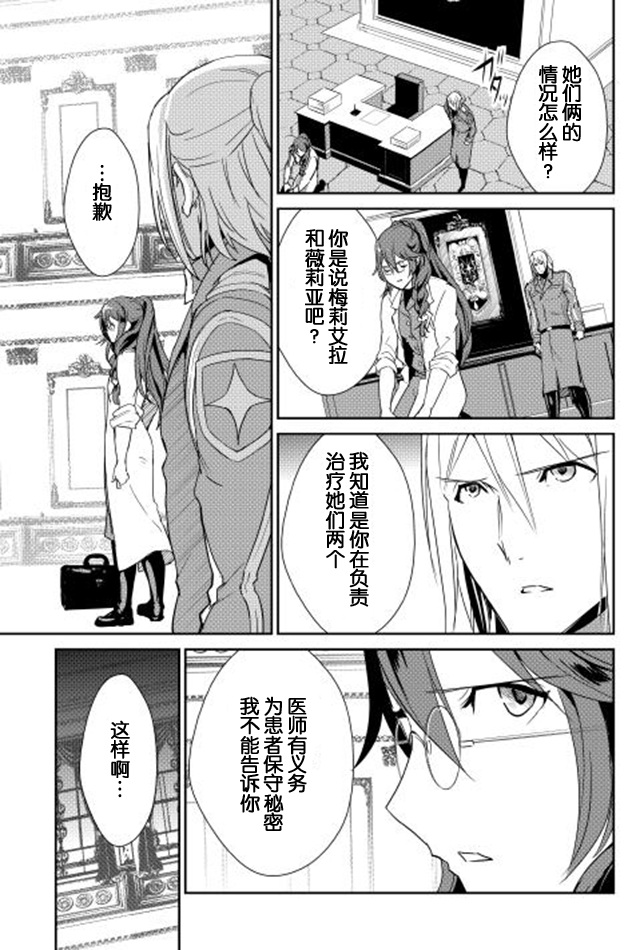 她们俩的
情况怎么样？
ガタ
你是说梅莉艾拉
和薇莉亚吧？
我知道是你在负责
治疗她们两个
…抱歉
医师有义务
为患者保守秘密
我不能告诉你
这样啊…